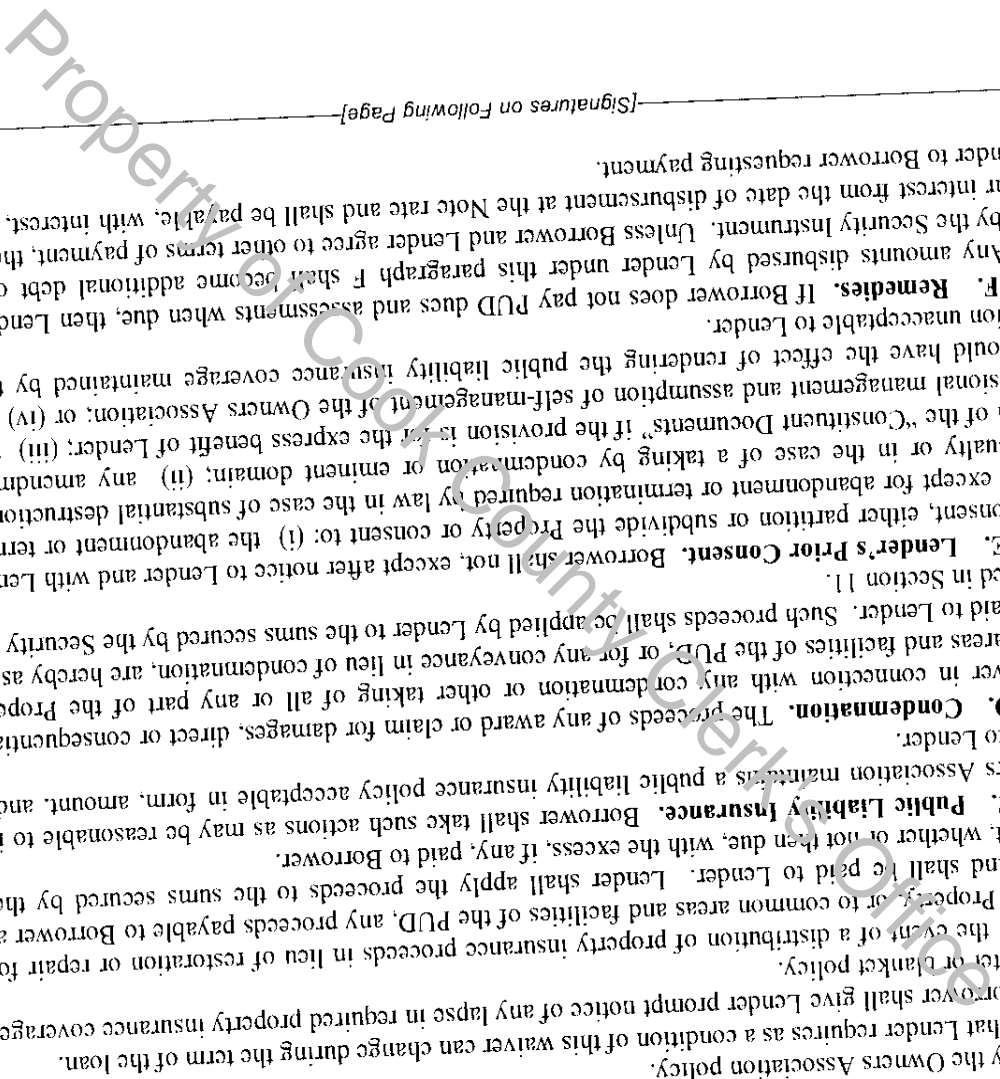 y the Owners Association policy.
hat Lender requires as a condition of this waiver can change during the term of the loan.
orrower shall give Lender prompt notice of any lapse in required property insurance coverage
ter or blanket policy.
the event of a distribution of property insurance proceeds in lieu of restoration or repair fo
Property, or to common areas and facilities of the PUD, any proceeds payable to Borrower a
nd shall be paid to Lender. Lender shall apply the proceeds to the sums secured by the
t, whether or not then due, with the excess, if any, paid to Borrower.
. Public Liability Insurance. Borrower shall take such actions as may be reasonable to i
rs Association maintains a public liability insurance policy acceptable in form, amount, and
to Lender.
D. Condemnation. The proceeds of any award or claim for damages, direct or consequentia
ver in connection with any condemnation or other taking of all or any part of the Prope
areas and facilities of the PUD, or for any conveyance in lieu of condemnation, are hereby as
aid to Lender. Such proceeds shall be applied by Lender to the sums secured by the Security
ed in Section 11.
E. Lender's Prior Consent. Borrower shall not, except after notice to Lender and with Len
onsent, either partition or subdivide the Property or consent to: (i) the abandonment or term
except for abandonment or termination required by law in the case of substantial destruction
ualty or in the case of a taking by condemnation or eminent domain; (ii) any amendm
of the "Constituent Documents" if the provision is for the express benefit of Lender; (iii)
sional management and assumption of self-management of the Owners Association; or (iv)
ould have the effect of rendering the public liability insurance coverage maintained by t
ion unacceptable to Lender.
F. Remedies. If Borrower does not pay PUD dues and assessments when due, then Lend
Any amounts disbursed by Lender under this paragraph F shall become additional debt o
by the Security Instrument. Unless Borrower and Lender agree to other terms of payment, the
ur interest from the date of disbursement at the Note rate and shall be payable, with interest,
nder to Borrower requesting payment.
[Signatures on Following Page]
Property of Cook County Clerk's Office